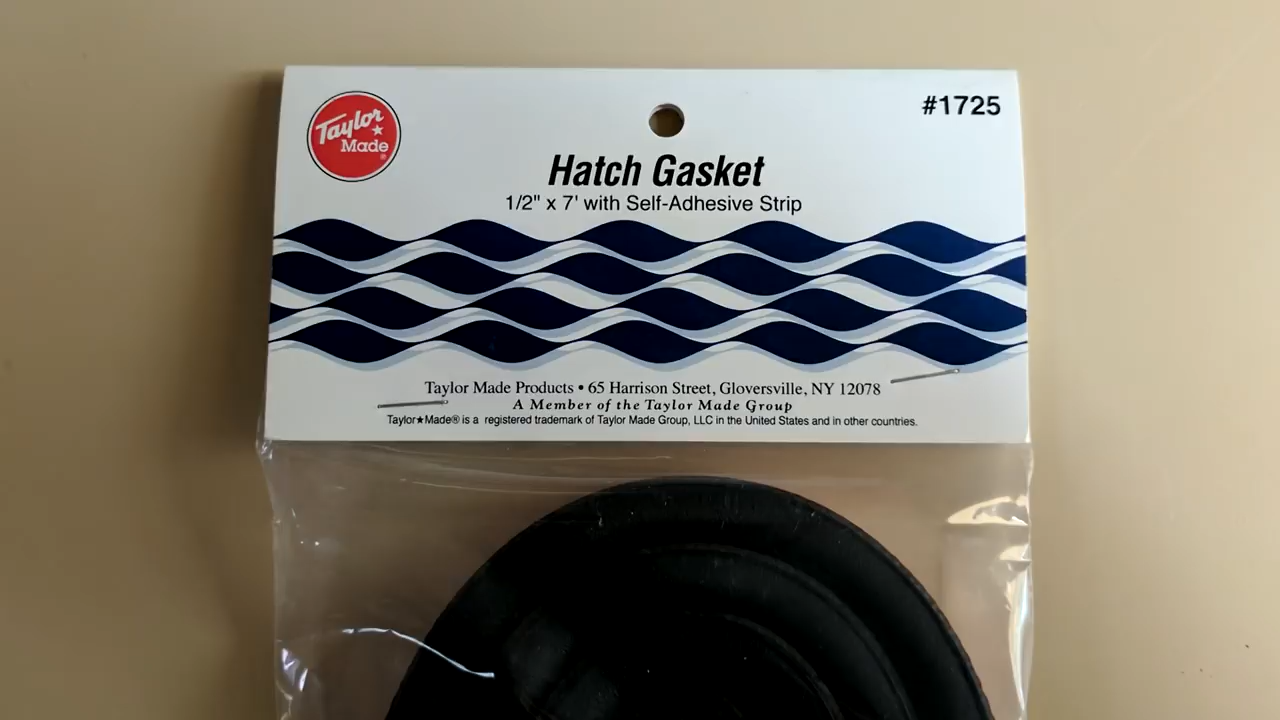 Taylor
Made
®
#1725
Hatch Gasket
1/2" x 7' with Self-Adhesive Strip
Taylor Made Products • 65 Harrison Street, Gloversville, NY 12078
A Member of the Taylor Made Group
Taylor★Made® is a registered trademark of Taylor Made Group, LLC in the United States and in other countries.